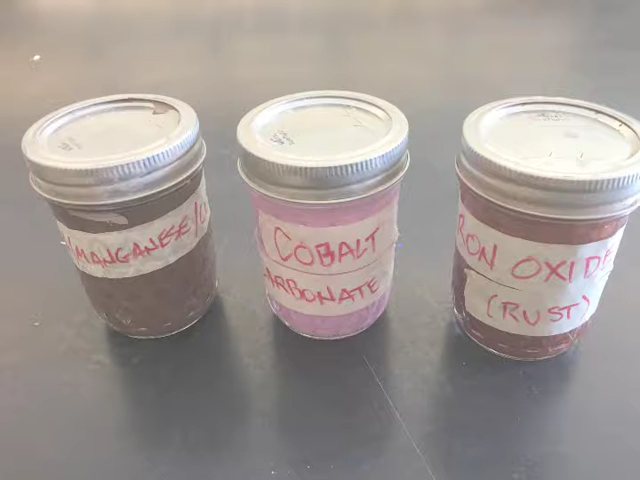 MANGANESE/
COBALT
ARBONATE
RON OXIDE
(RUST)